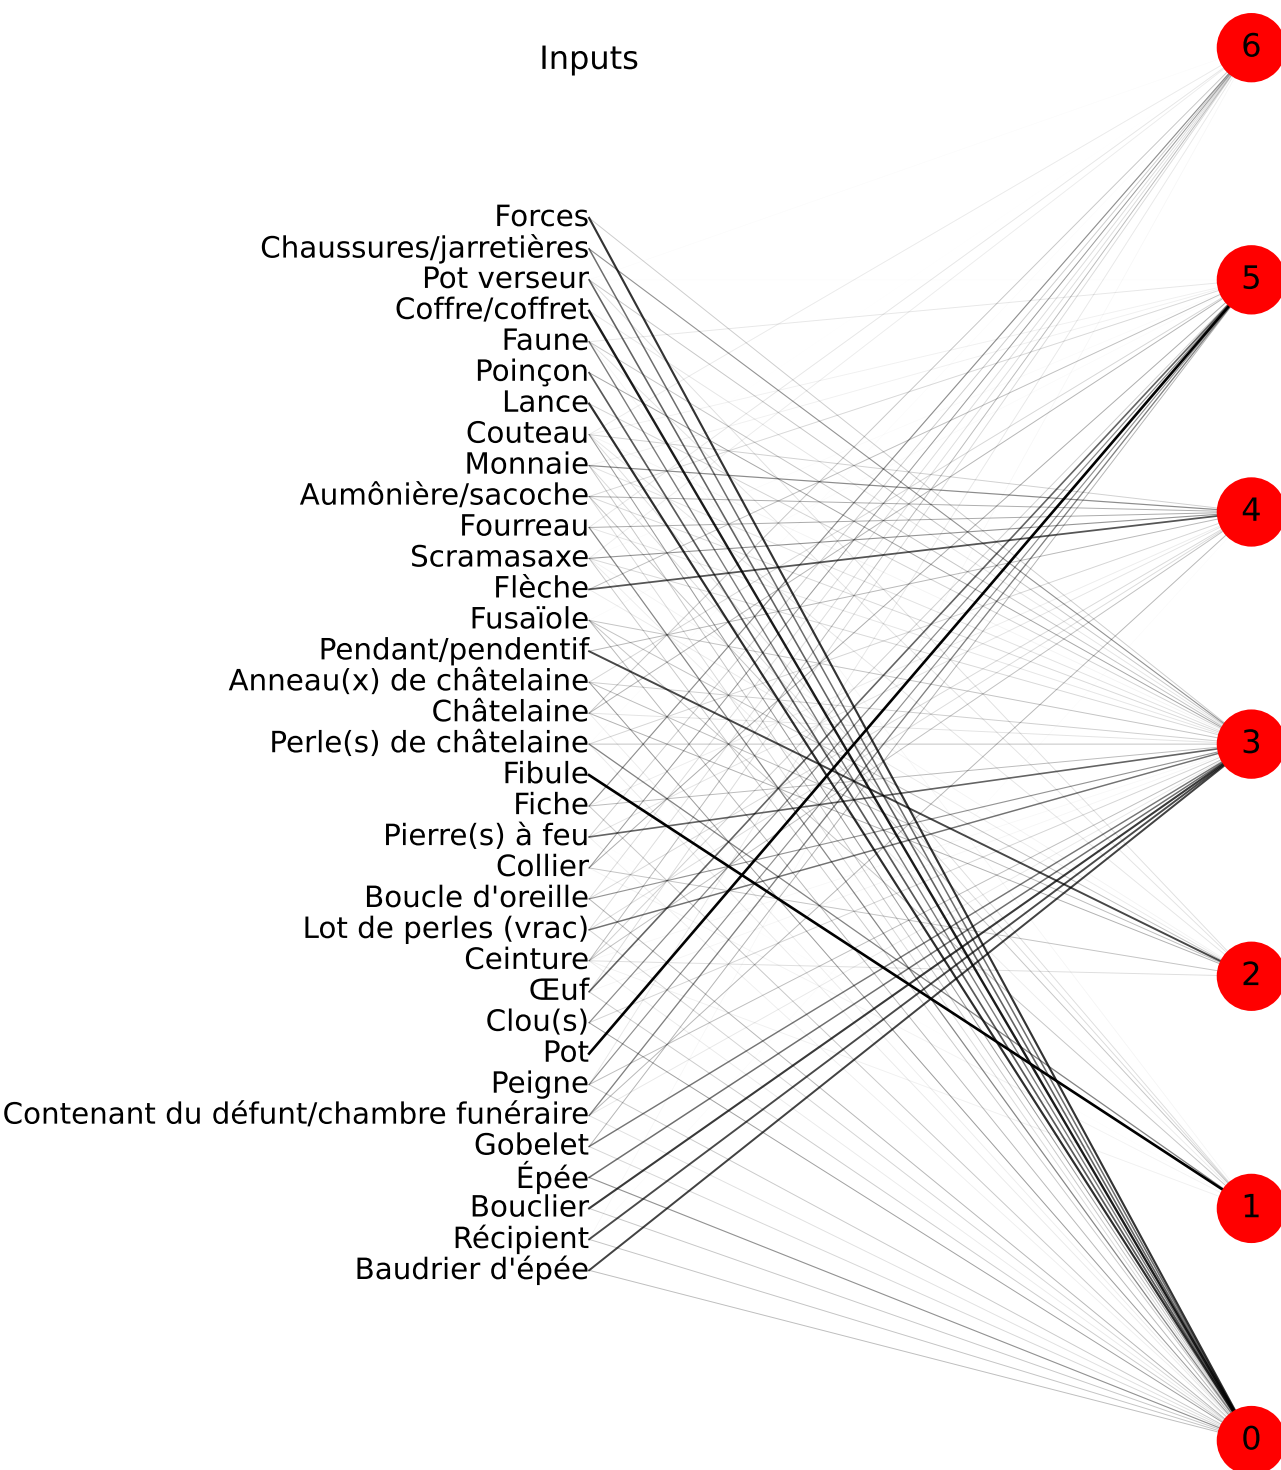 6
Inputs
Forces
Chaussures/jarretières
Pot verseur
5
Coffre/coffret
Faune
Poinçon
Lance
Couteau
Monnaie
Aumônière/sacoche
4
Fourreau
Scramasaxe
Flèche
Fusaïole
Pendant/pendentif
Anneau(x) de châtelaine
Châtelaine
Perle(s) de châtelaine
3
Fibule
Fiche
Pierre(s) à feu
Collier
Boucle d'oreille
Lot de perles (vrac)
Ceinture
2
Œuf
Clou(s)
Pot
Peigne
Contenant du défunt/chambre funéraire
Gobelet
Épée
Bouclier
1
Récipient
Baudrier d'épée
0